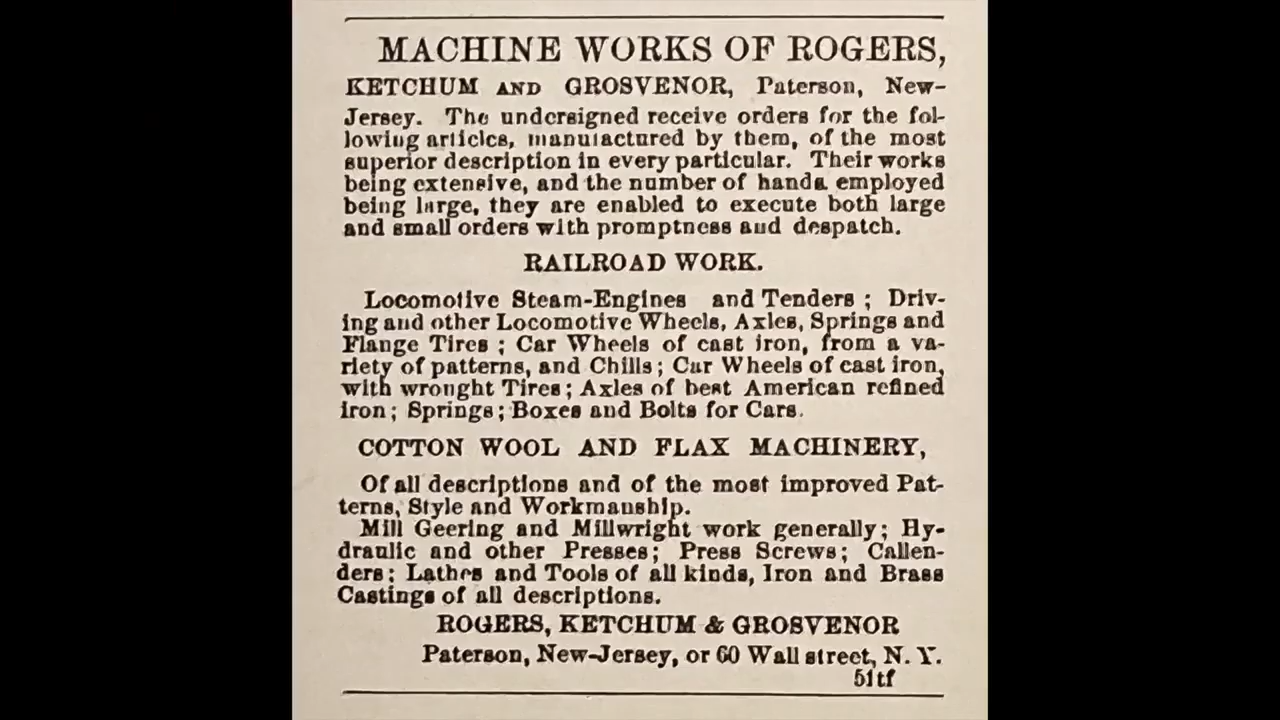 MACHINE WORKS OF ROGERS,
KETCHUM AND GROSVENOR, Paterson, New-
Jersey. The undersigned receive orders for the fol-
lowing articles, manufactured by them, of the most
superior description in every particular. Their works
being extensive, and the number of hands employed
being large, they are enabled to execute both large
and small orders with promptness and despatch.
RAILROAD WORK.
Locomotive Steam-Engines and Tenders; Driv-
ing and other Locomotive Wheels, Axles, Springs and
Flange Tires; Car Wheels of cast iron, from a va-
riety of patterns, and Chills; Car Wheels of cast iron,
with wrought Tires; Axles of best American refined
iron; Springs; Boxes and Bolts for Cars.
COTTON WOOL AND FLAX MACHINERY,
Of all descriptions and of the most improved Pat-
terns, Style and Workmanship.
Mill Geering and Millwright work generally; Hy-
draulic and other Presses; Press Screws; Callen-
ders; Lathes and Tools of all kinds, Iron and Brass
Castings of all descriptions.
ROGERS, KETCHUM & GROSVENOR
Paterson, New-Jersey, or 60 Wall street, N. Y.
51tf